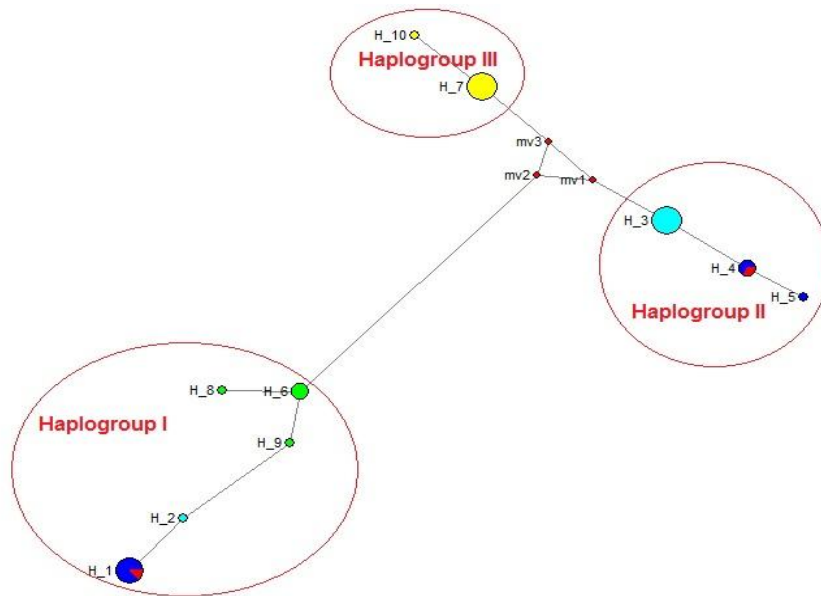 H_10
Haplogroup III
H_7
mv3
mv2
mv1
H_3
H_4
H_5
Haplogroup II
H_8
H_6
Haplogroup I
H_9
H_2
H_1